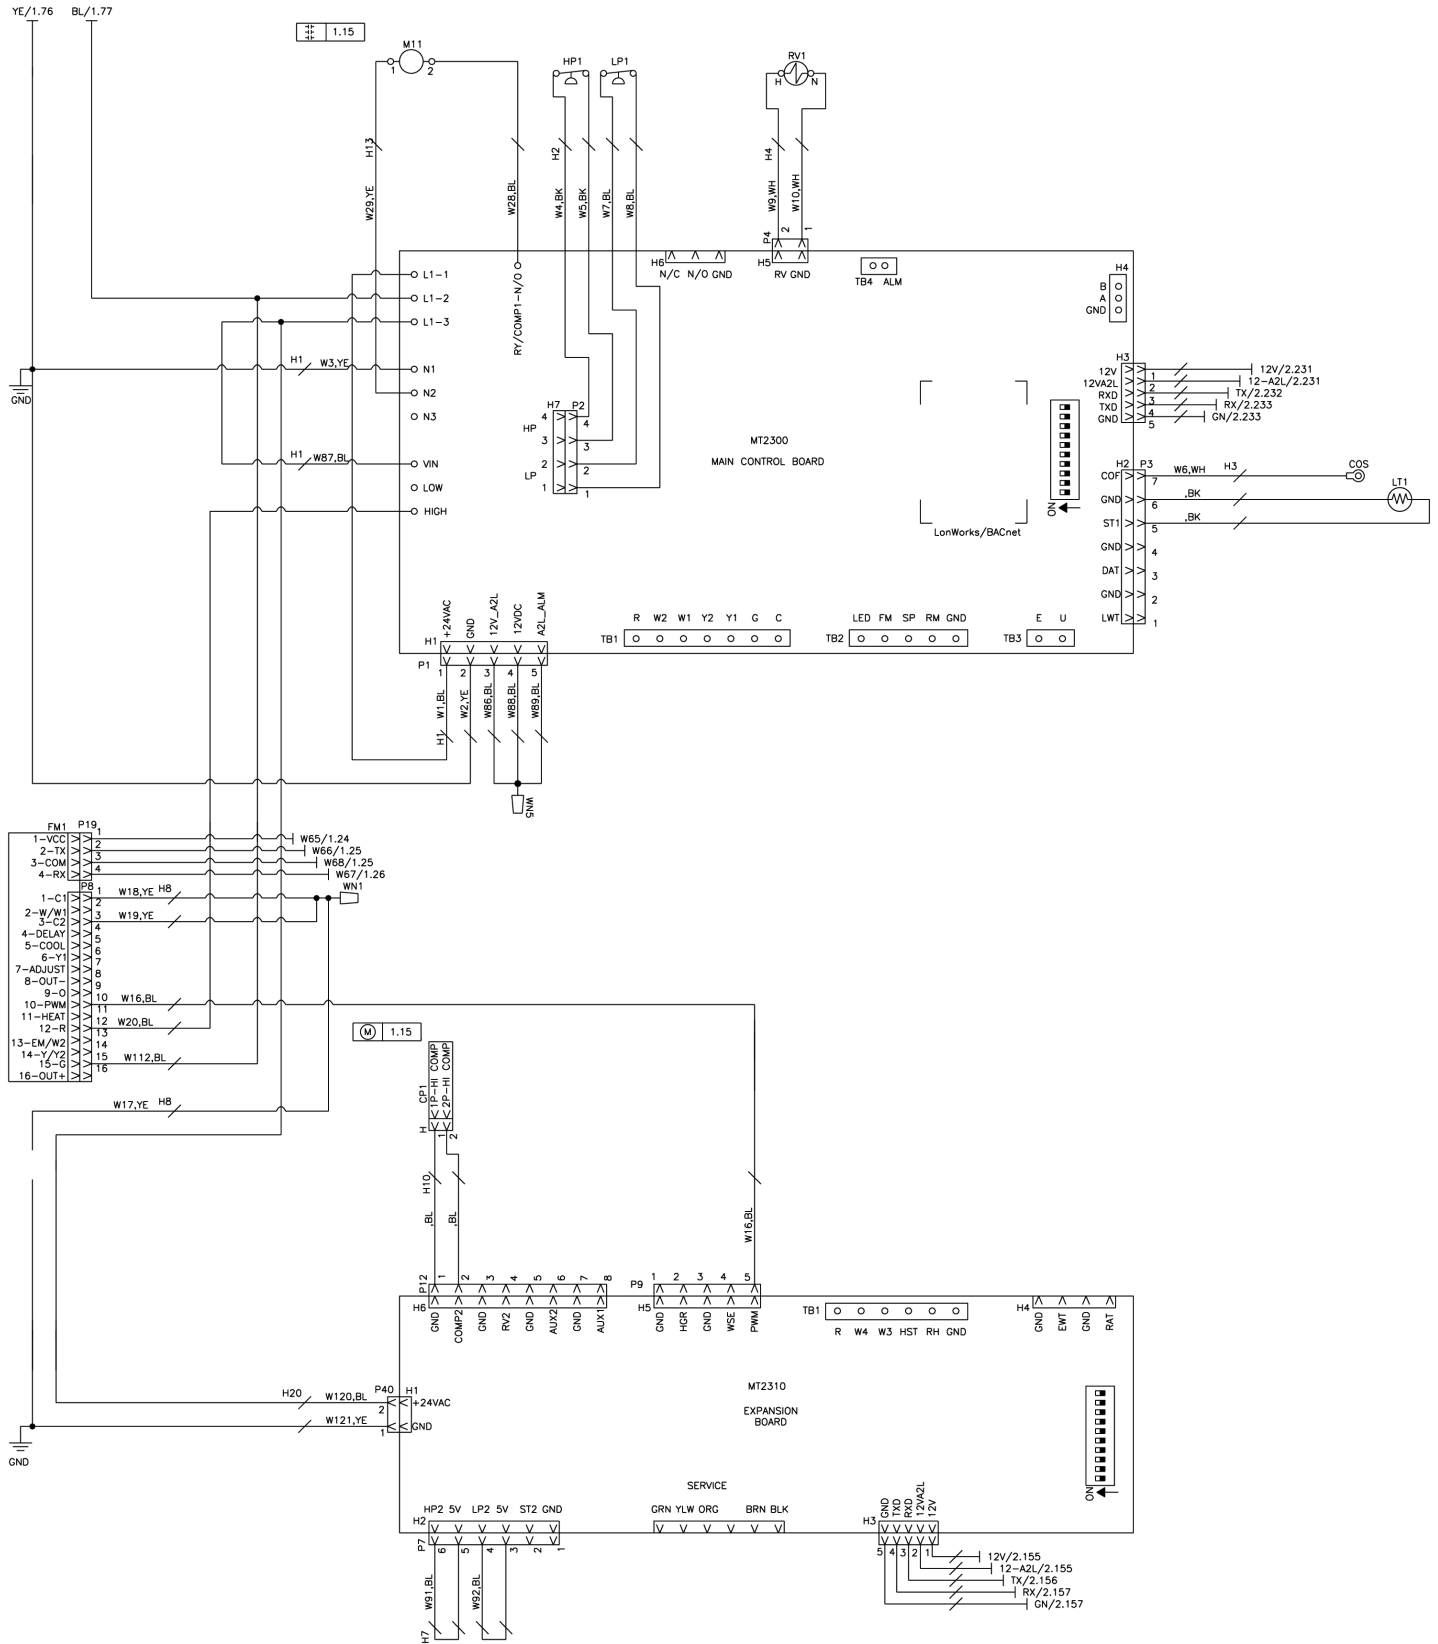 YE/1.76 BL/1.77
1.15
M11
1 2
HP1 LP1
RV1
H N
H13
H2
H4
W29,YE
W28,BL
W4,BK
W5,BK
W7,BL
W8,BL
W9,WH
W10,WH
P4 2 1
H6
N/C N/O GND
H5
RV GND
TB4 ALM
H4
B
A
GND
L1-1
L1-2
L1-3
RY/COMP1-N/O
H1 W3,YE
N1
N2
N3
GND
H1 W87,BL
VIN
LOW
HIGH
H7 P2
4 4
HP
3 3
2 2
LP
1 1
MT2300
MAIN CONTROL BOARD
LonWorks/BACnet
ON
H3
12V 1 12V/2.231
12VA2L 2 12-A2L/2.231
RXD 3 TX/2.232
TXD 4 RX/2.233
GND 5 GN/2.233
H2 P3
COF 7 W6,WH H3 COS
GND 6 ,BK LT1
ST1 5 ,BK
GND 4
DAT 3
GND 2
LWT 1
+24VAC
GND
12V_A2L
12VDC
A2L_ALM
H1
P1
1 2 3 4 5
R W2 W1 Y2 Y1 G C
TB1
LED FM SP RM GND
TB2
E U
TB3
W1,BL
W2,YE
W86,BL
W88,BL
W89,BL
H1
WN5
FM1 P19
1-VCC 1 W65/1.24
2-TX 2 W66/1.25
3-COM 3 W68/1.25
4-RX 4 W67/1.26
P8
1-C1 1 W18,YE H8 WN1
2-W/W1 2
3-C2 3 W19,YE
4-DELAY 4
5-COOL 5
6-Y1 6
7-ADJUST 7
8-OUT- 8
9-O 9
10-PWM 10 W16,BL
11-HEAT 11
12-R 12 W20,BL
13-EM/W2 13
14-Y/Y2 14
15-G 15 W112,BL
16-OUT+ 16
M 1.15
W17,YE H8
CP1
1P-HI COMP
2P-HI COMP
H 1 2
H10
,BL
,BL
W16,BL
P12 1 2 3 4 5 6 7 8
H6
GND
COMP2
GND
RV2
GND
AUX2
GND
AUX1
P9 1 2 3 4 5
H5
GND
HGR
GND
WSE
PWM
TB1
R W4 W3 HST RH GND
H4
GND
EWT
GND
RAT
H20 W120,BL P40 H1
2 +24VAC
W121,YE
1 GND
GND
MT2310
EXPANSION
BOARD
SERVICE
ON
HP2 5V LP2 5V ST2 GND
H2
P7
6 5 4 3 2 1
GRN YLW ORG BRN BLK
GND
TXD
RXD
12VA2L
12V
H3
5 4 3 2 1
12V/2.155
12-A2L/2.155
TX/2.156
RX/2.157
GN/2.157
W91,BL
W92,BL
H7